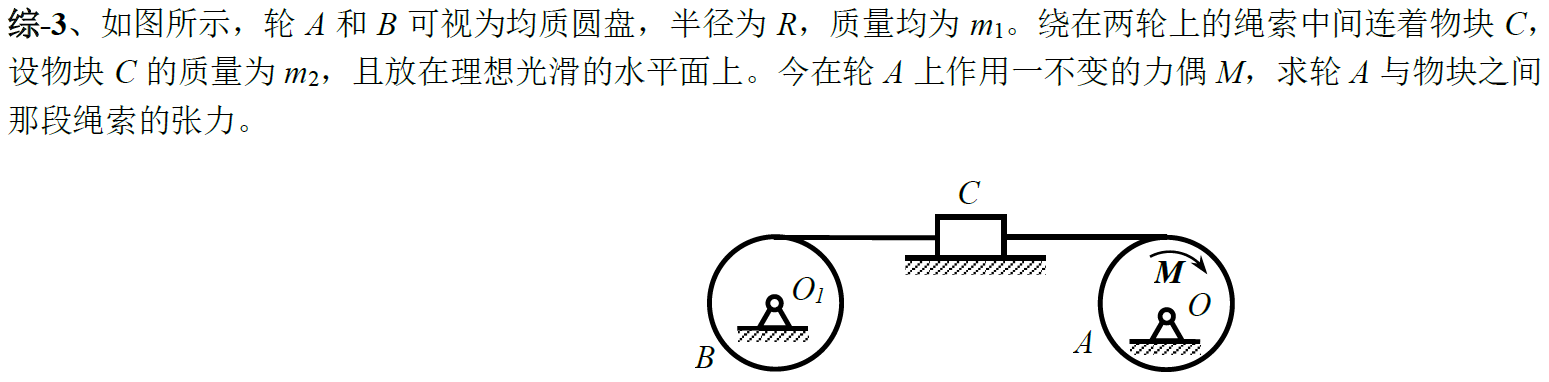 综-3、如图所示，轮 A 和 B 可视为均质圆盘，半径为 R，质量均为 m₁。绕在两轮上的绳索中间连着物块 C，
设物块 C 的质量为 m₂，且放在理想光滑的水平面上。今在轮 A 上作用一不变的力偶 M，求轮 A 与物块之间
那段绳索的张力。
C
M
O₁
O
B
A